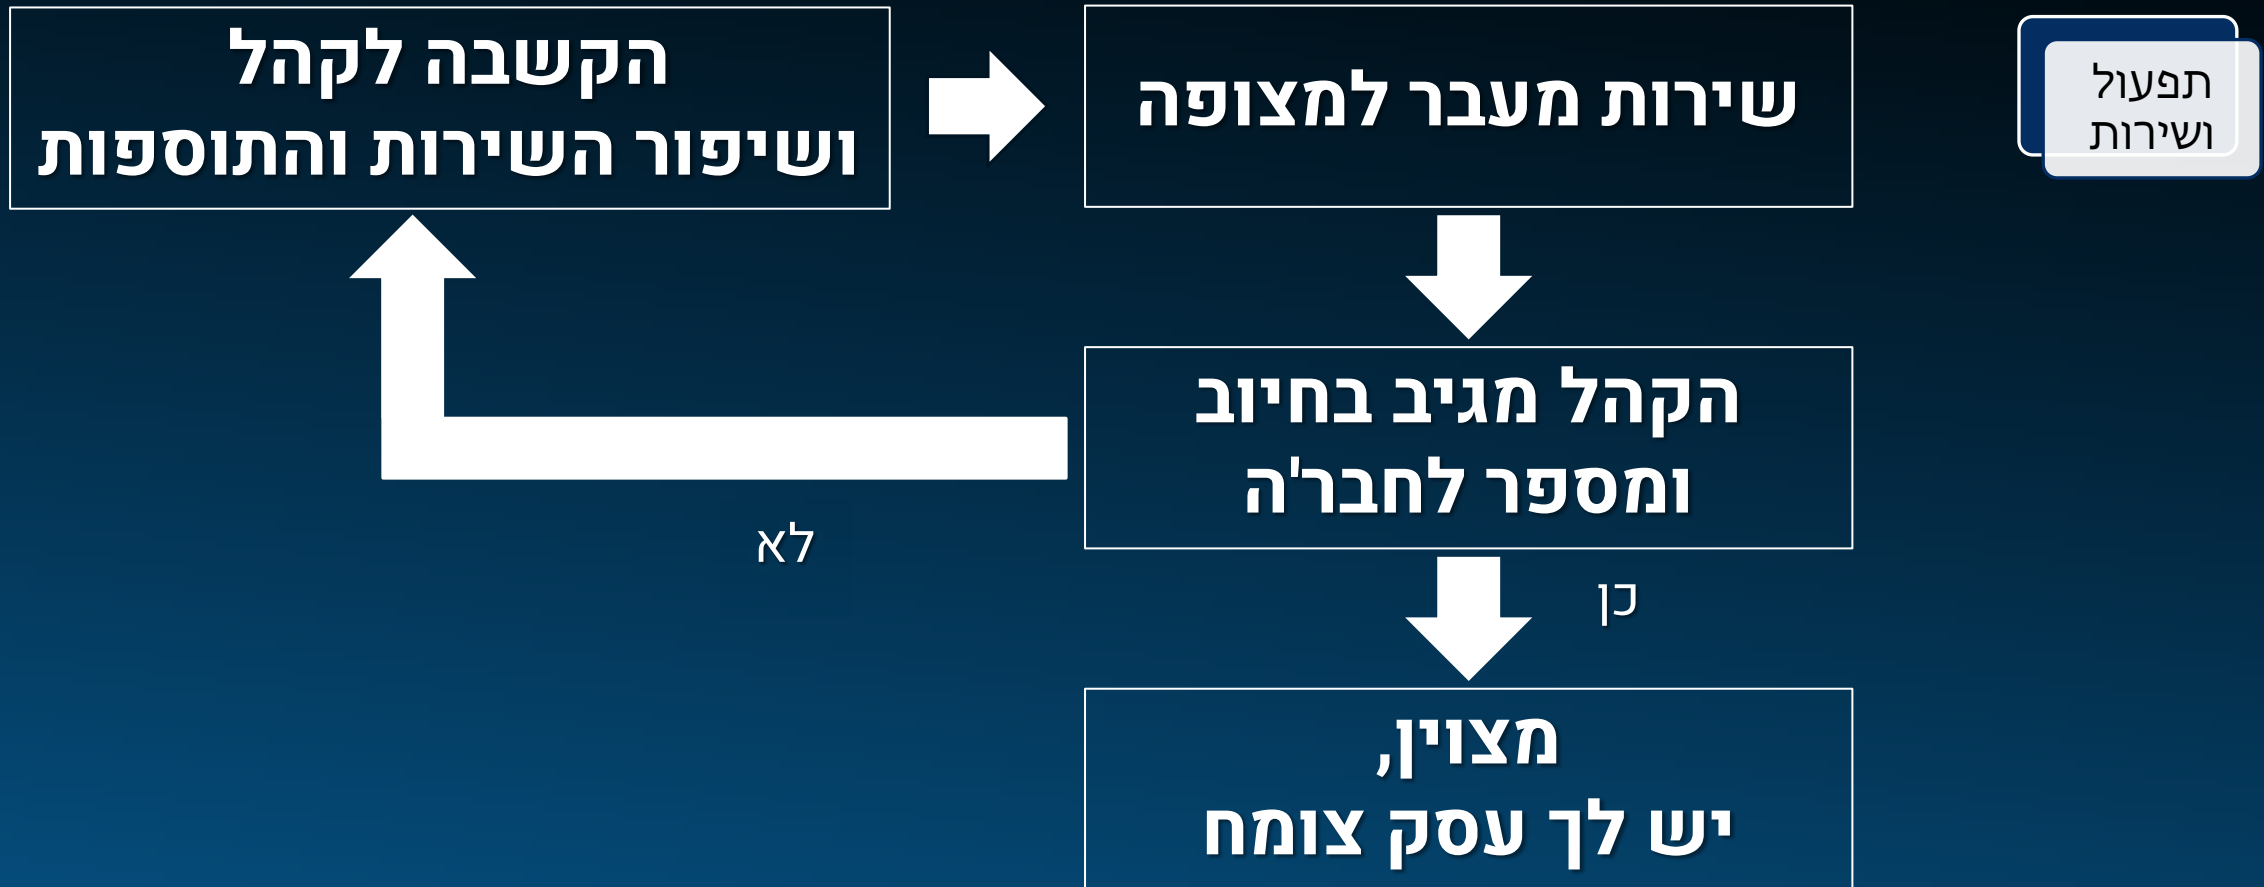 תפעול
ושירות
שירות מעבר למצופה
הקשבה לקהל
ושיפור השירות והתוספות
הקהל מגיב בחיוב
ומספר לחבר'ה
לא
כן
מצוין,
יש לך עסק צומח